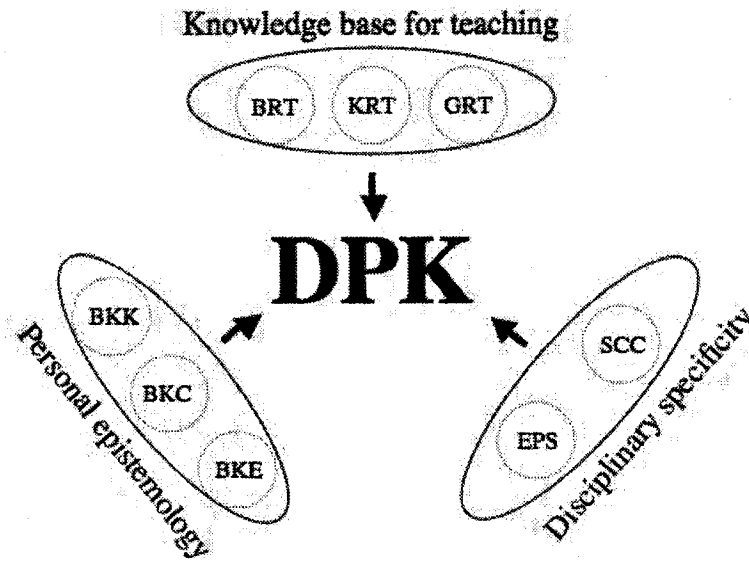 Knowledge base for teaching
BRT KRT GRT
DPK
BKK
BKC
BKE
Personal epistemology
SCC
EPS
Disciplinary specificity